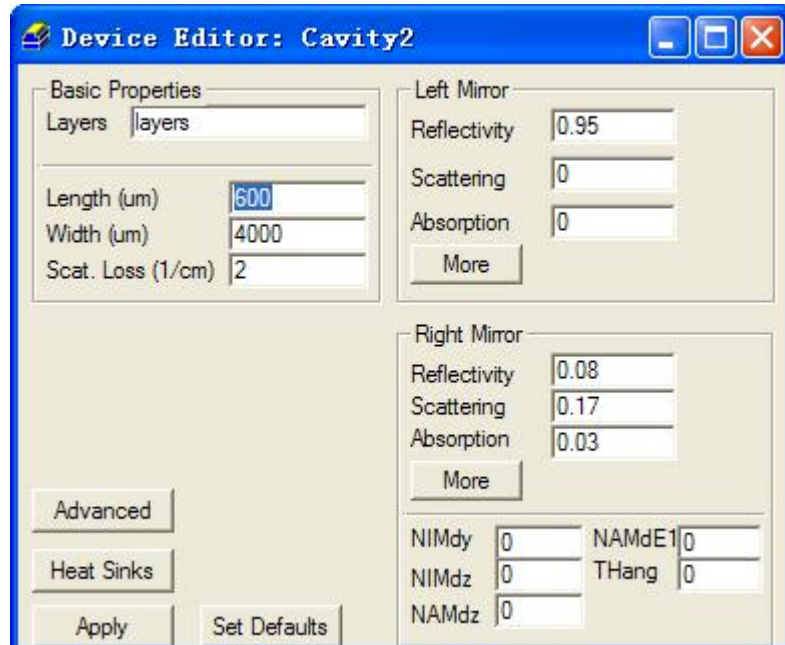 Device Editor: Cavity2
Basic Properties
Layers layers
Length (um) 600
Width (um) 4000
Scat. Loss (1/cm) 2
Left Mirror
Reflectivity 0.95
Scattering 0
Absorption 0
More
Right Mirror
Reflectivity 0.08
Scattering 0.17
Absorption 0.03
More
NIMdy 0 NAMdE1 0
NIMdz 0 THang 0
NAMdz 0
Advanced
Heat Sinks
Apply Set Defaults